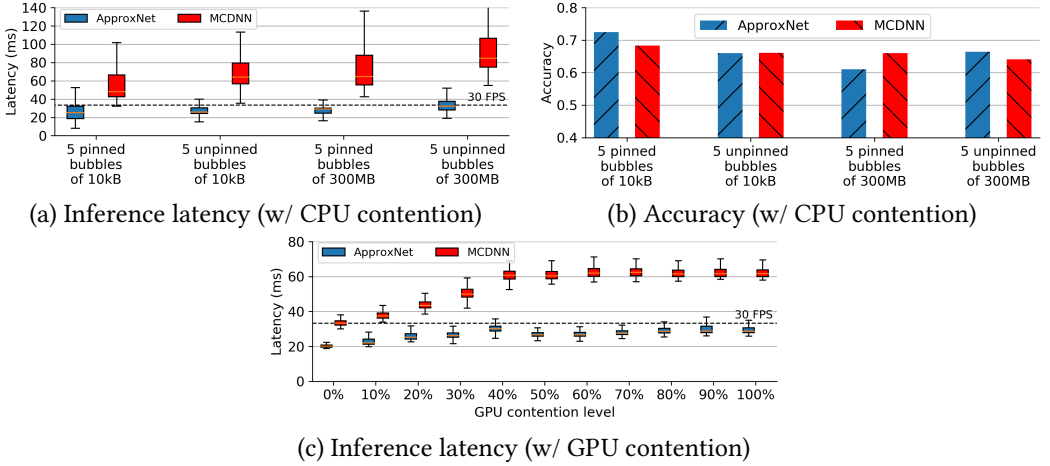 140
120
100
80
60
40
20
0
Latency (ms)
ApproxNet MCDNN
30 FPS
5 pinned bubbles of 10kB
5 unpinned bubbles of 10kB
5 pinned bubbles of 300MB
5 unpinned bubbles of 300MB
(a) Inference latency (w/ CPU contention)
0.8
0.7
0.6
0.5
0.4
Accuracy
ApproxNet MCDNN
5 pinned bubbles of 10kB
5 unpinned bubbles of 10kB
5 pinned bubbles of 300MB
5 unpinned bubbles of 300MB
(b) Accuracy (w/ CPU contention)
80
60
40
20
0
Latency (ms)
ApproxNet MCDNN
30 FPS
0% 10% 20% 30% 40% 50% 60% 70% 80% 90% 100%
GPU contention level
(c) Inference latency (w/ GPU contention)